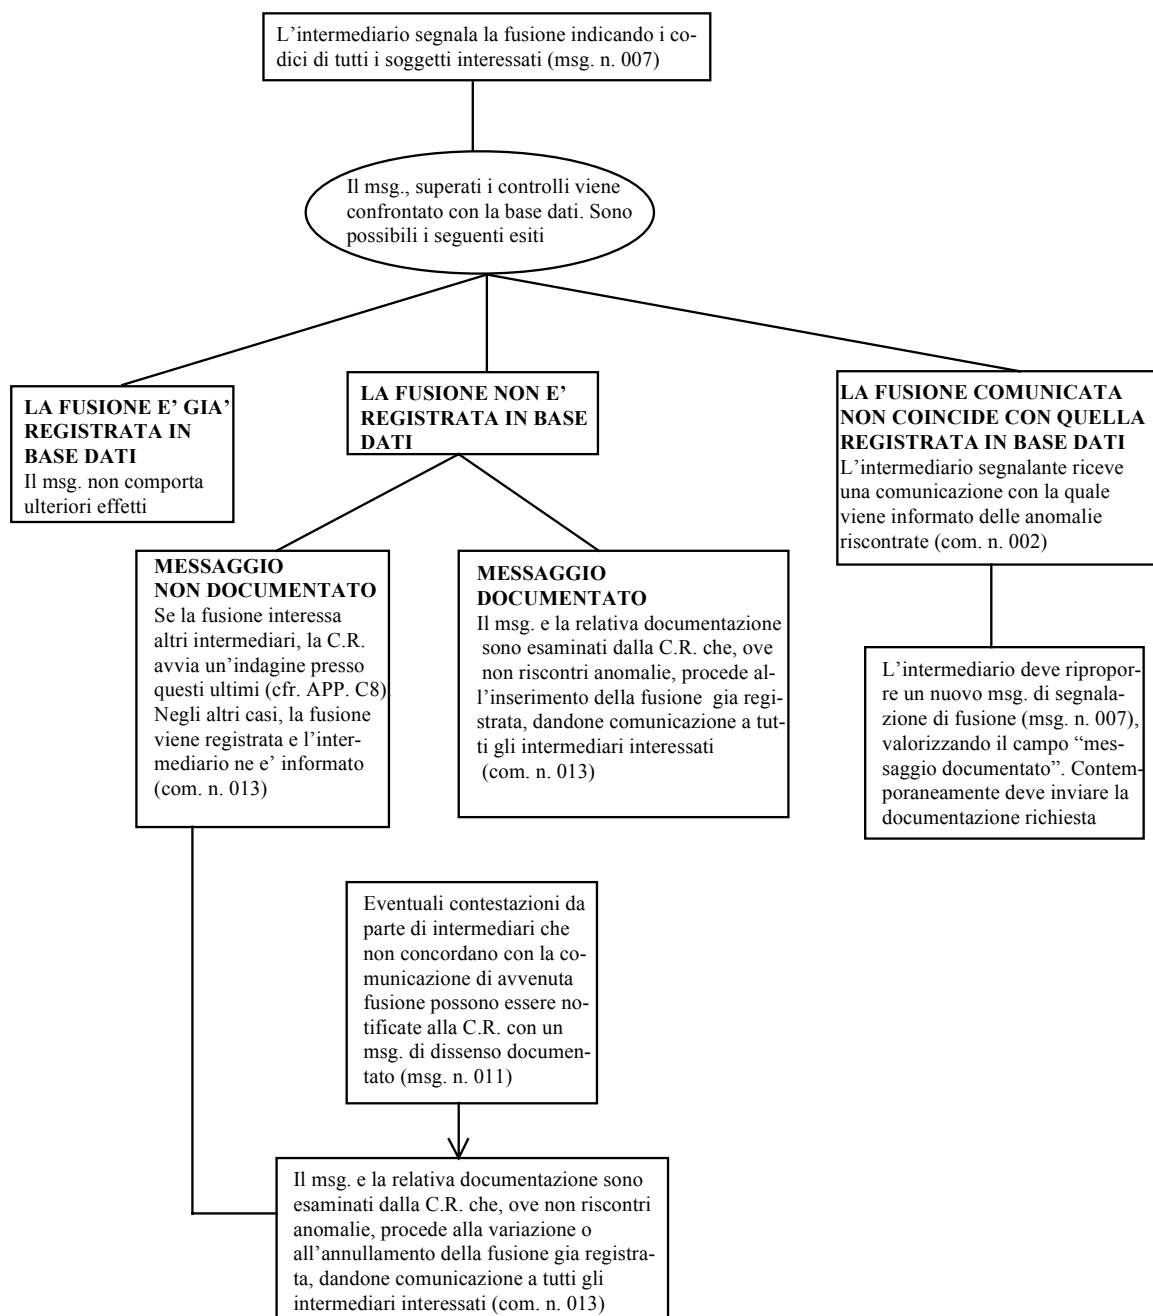 L’intermediario segnala la fusione indicando i co-
dici di tutti i soggetti interessati (msg. n. 007)
Il msg., superati i controlli viene
confrontato con la base dati. Sono
possibili i seguenti esiti
LA FUSIONE E’ GIA’
REGISTRATA IN
BASE DATI
Il msg. non comporta
ulteriori effetti
LA FUSIONE NON E’
REGISTRATA IN BASE
DATI
LA FUSIONE COMUNICATA
NON COINCIDE CON QUELLA
REGISTRATA IN BASE DATI
L’intermediario segnalante riceve
una comunicazione con la quale
viene informato delle anomalie
riscontrate (com. n. 002)
MESSAGGIO
NON DOCUMENTATO
Se la fusione interessa
altri intermediari, la C.R.
avvia un’indagine presso
questi ultimi (cfr. APP. C8)
Negli altri casi, la fusione
viene registrata e l’inter-
mediario ne e’ informato
(com. n. 013)
MESSAGGIO
DOCUMENTATO
Il msg. e la relativa documentazione
sono esaminati dalla C.R. che, ove
non riscontri anomalie, procede al-
l’inserimento della fusione gia regi-
strata, dandone comunicazione a tut-
ti gli intermediari interessati
(com. n. 013)
L’intermediario deve ripropor-
re un nuovo msg. di segnala-
zione di fusione (msg. n. 007),
valorizzando il campo “mes-
saggio documentato”. Contem-
poraneamente deve inviare la
documentazione richiesta
Eventuali contestazioni da
parte di intermediari che
non concordano con la co-
municazione di avvenuta
fusione possono essere no-
tificate alla C.R. con un
msg. di dissenso documen-
tato (msg. n. 011)
Il msg. e la relativa documentazione sono
esaminati dalla C.R. che, ove non riscontri
anomalie, procede alla variazione o
all’annullamento della fusione gia registra-
ta, dandone comunicazione a tutti gli
intermediari interessati (com. n. 013)